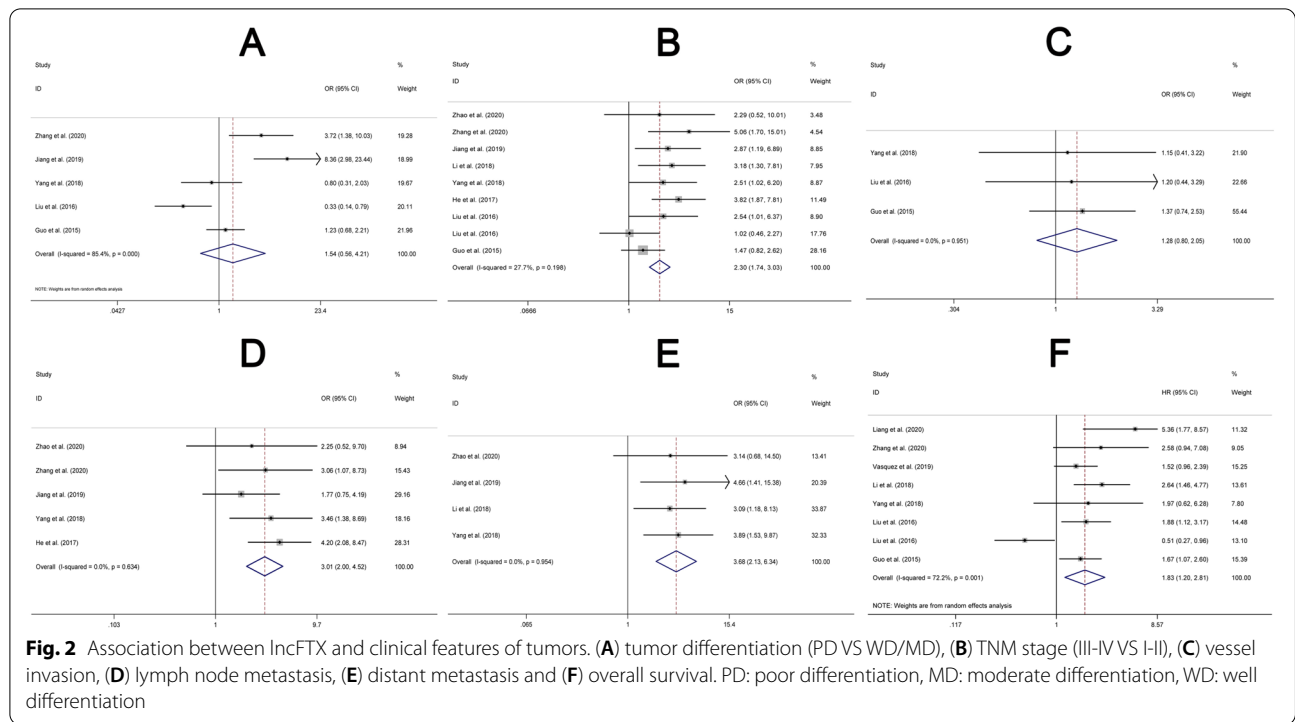 A
Study %
ID OR (95% CI) Weight
Zhang et al. (2020) 3.72 (1.38, 10.03) 19.28
Jiang et al. (2019) 8.36 (2.98, 23.44) 18.99
Yang et al. (2018) 0.80 (0.31, 2.03) 19.67
Liu et al. (2016) 0.33 (0.14, 0.79) 20.11
Guo et al. (2015) 1.23 (0.68, 2.21) 21.96
Overall (I-squared = 85.4%, p = 0.000) 1.54 (0.56, 4.21) 100.00
NOTE: Weights are from random effects analysis
.0427 1 23.4
B
Study %
ID OR (95% CI) Weight
Zhao et al. (2020) 2.29 (0.52, 10.01) 3.48
Zhang et al. (2020) 5.06 (1.70, 15.01) 4.54
Jiang et al. (2019) 2.87 (1.19, 6.89) 8.85
Li et al. (2018) 3.18 (1.30, 7.81) 7.95
Yang et al. (2018) 2.51 (1.02, 6.20) 8.87
He et al. (2017) 3.82 (1.87, 7.81) 11.49
Liu et al. (2016) 2.54 (1.01, 6.37) 8.90
Liu et al. (2016) 1.02 (0.46, 2.27) 17.76
Guo et al. (2015) 1.47 (0.82, 2.62) 28.16
Overall (I-squared = 27.7%, p = 0.198) 2.30 (1.74, 3.03) 100.00
.0666 1 15
C
Study %
ID OR (95% CI) Weight
Yang et al. (2018) 1.15 (0.41, 3.22) 21.90
Liu et al. (2016) 1.20 (0.44, 3.29) 22.66
Guo et al. (2015) 1.37 (0.74, 2.53) 55.44
Overall (I-squared = 0.0%, p = 0.951) 1.28 (0.80, 2.05) 100.00
.304 1 3.29
D
Study %
ID OR (95% CI) Weight
Zhao et al. (2020) 2.25 (0.52, 9.70) 8.94
Zhang et al. (2020) 3.06 (1.07, 8.73) 15.43
Jiang et al. (2019) 1.77 (0.75, 4.19) 29.16
Yang et al. (2018) 3.46 (1.38, 8.69) 18.16
He et al. (2017) 4.20 (2.08, 8.47) 28.31
Overall (I-squared = 0.0%, p = 0.634) 3.01 (2.00, 4.52) 100.00
.103 1 9.7
E
Study %
ID OR (95% CI) Weight
Zhao et al. (2020) 3.14 (0.68, 14.50) 13.41
Jiang et al. (2019) 4.66 (1.41, 15.38) 20.39
Li et al. (2018) 3.09 (1.18, 8.13) 33.87
Yang et al. (2018) 3.89 (1.53, 9.87) 32.33
Overall (I-squared = 0.0%, p = 0.954) 3.68 (2.13, 6.34) 100.00
.065 1 15.4
F
Study %
ID HR (95% CI) Weight
Liang et al. (2020) 5.36 (1.77, 8.57) 11.32
Zhang et al. (2020) 2.58 (0.94, 7.08) 9.05
Vasquez et al. (2019) 1.52 (0.96, 2.39) 15.25
Li et al. (2018) 2.64 (1.46, 4.77) 13.61
Yang et al. (2018) 1.97 (0.62, 6.28) 7.80
Liu et al. (2016) 1.88 (1.12, 3.17) 14.48
Liu et al. (2016) 0.51 (0.27, 0.96) 13.10
Guo et al. (2015) 1.67 (1.07, 2.60) 15.39
Overall (I-squared = 72.2%, p = 0.001) 1.83 (1.20, 2.81) 100.00
NOTE: Weights are from random effects analysis
.117 1 8.57
Fig. 2 Association between lncFTX and clinical features of tumors. (A) tumor differentiation (PD VS WD/MD), (B) TNM stage (III-IV VS I-II), (C) vessel
invasion, (D) lymph node metastasis, (E) distant metastasis and (F) overall survival. PD: poor differentiation, MD: moderate differentiation, WD: well
differentiation